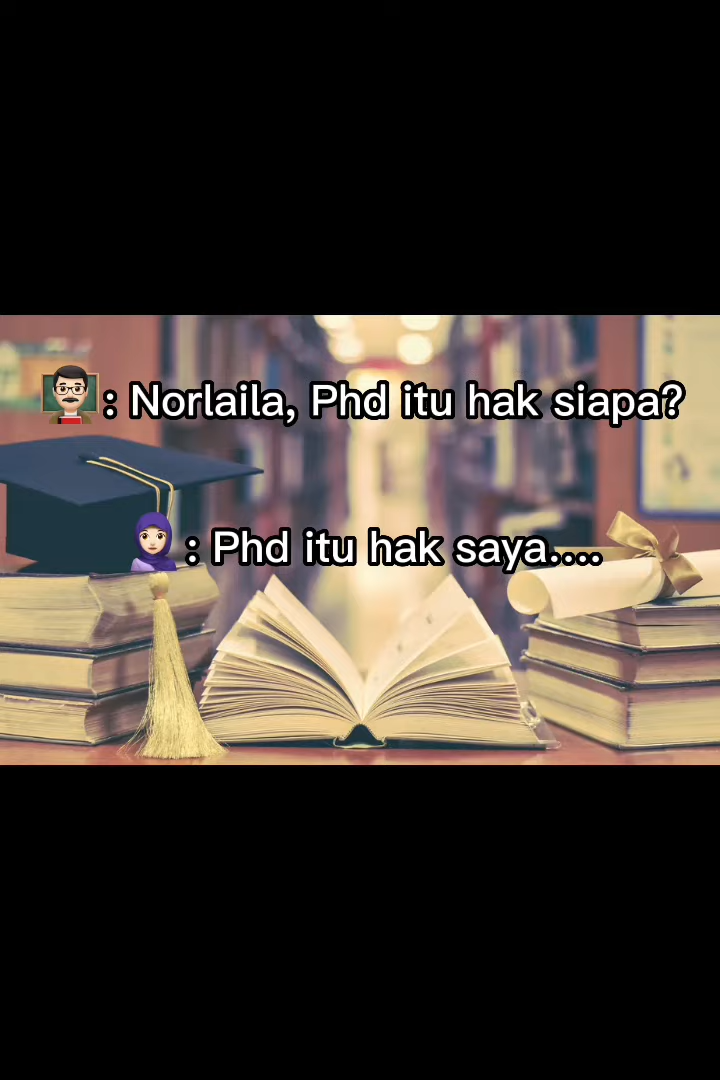 : Norlaila, Phd itu hak siapa?
: Phd itu hak saya....